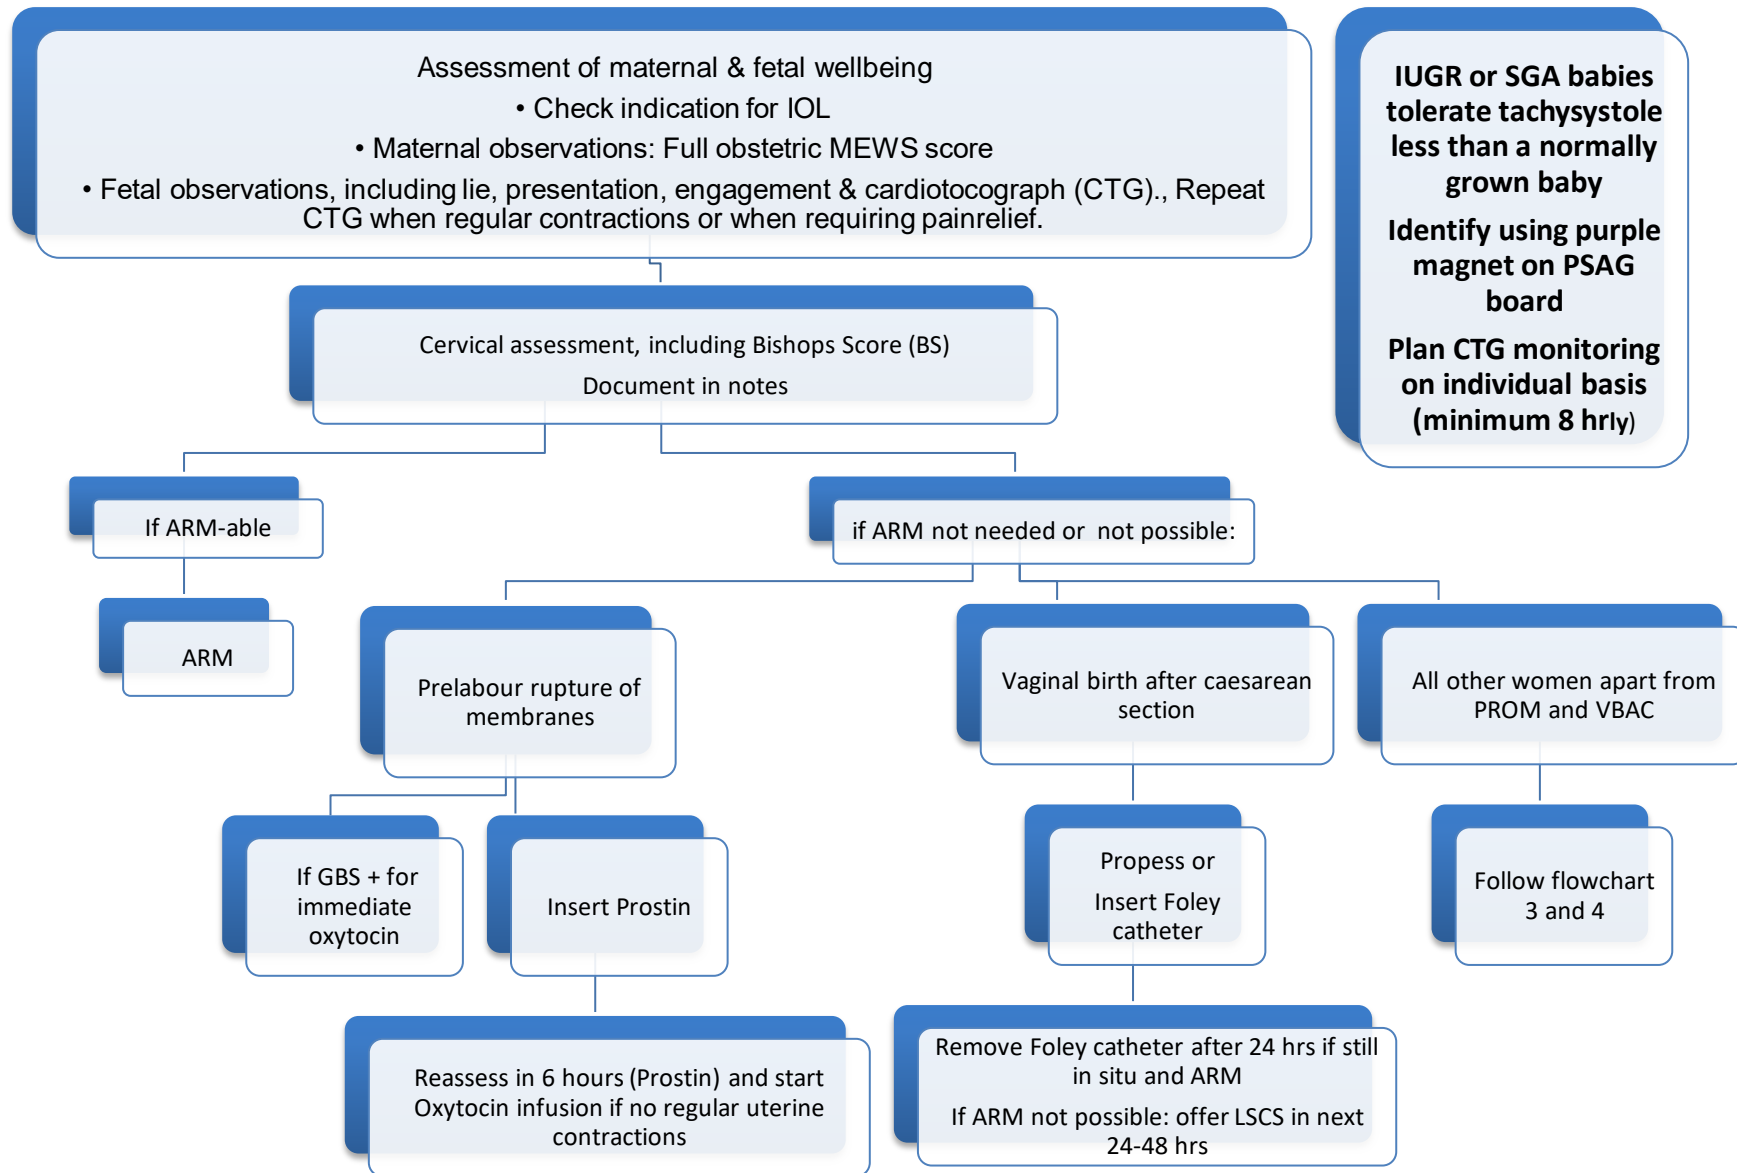 Assessment of maternal & fetal wellbeing
• Check indication for IOL
• Maternal observations: Full obstetric MEWS score
• Fetal observations, including lie, presentation, engagement & cardiotocograph (CTG)., Repeat
CTG when regular contractions or when requiring painrelief.
IUGR or SGA babies
tolerate tachysystole
less than a normally
grown baby
Identify using purple
magnet on PSAG
board
Plan CTG monitoring
on individual basis
(minimum 8 hrly)
Cervical assessment, including Bishops Score (BS)
Document in notes
If ARM-able
if ARM not needed or  not possible:
ARM
Prelabour rupture of
membranes
Vaginal birth after caesarean
section
All other women apart from
PROM and VBAC
If GBS + for
immediate
oxytocin
Insert Prostin
Propess or
Insert Foley
catheter
Follow flowchart
3 and 4
Reassess in 6 hours (Prostin) and start
Oxytocin infusion if no regular uterine
contractions
Remove Foley catheter after 24 hrs if still
in situ and ARM
If ARM not possible: offer LSCS in next
24-48 hrs